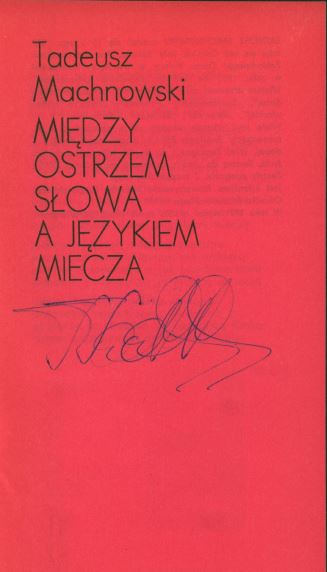 Tadeusz
Machnowski
MIĘDZY
OSTRZEM
SŁOWA
A JĘZYKIEM
MIECZA